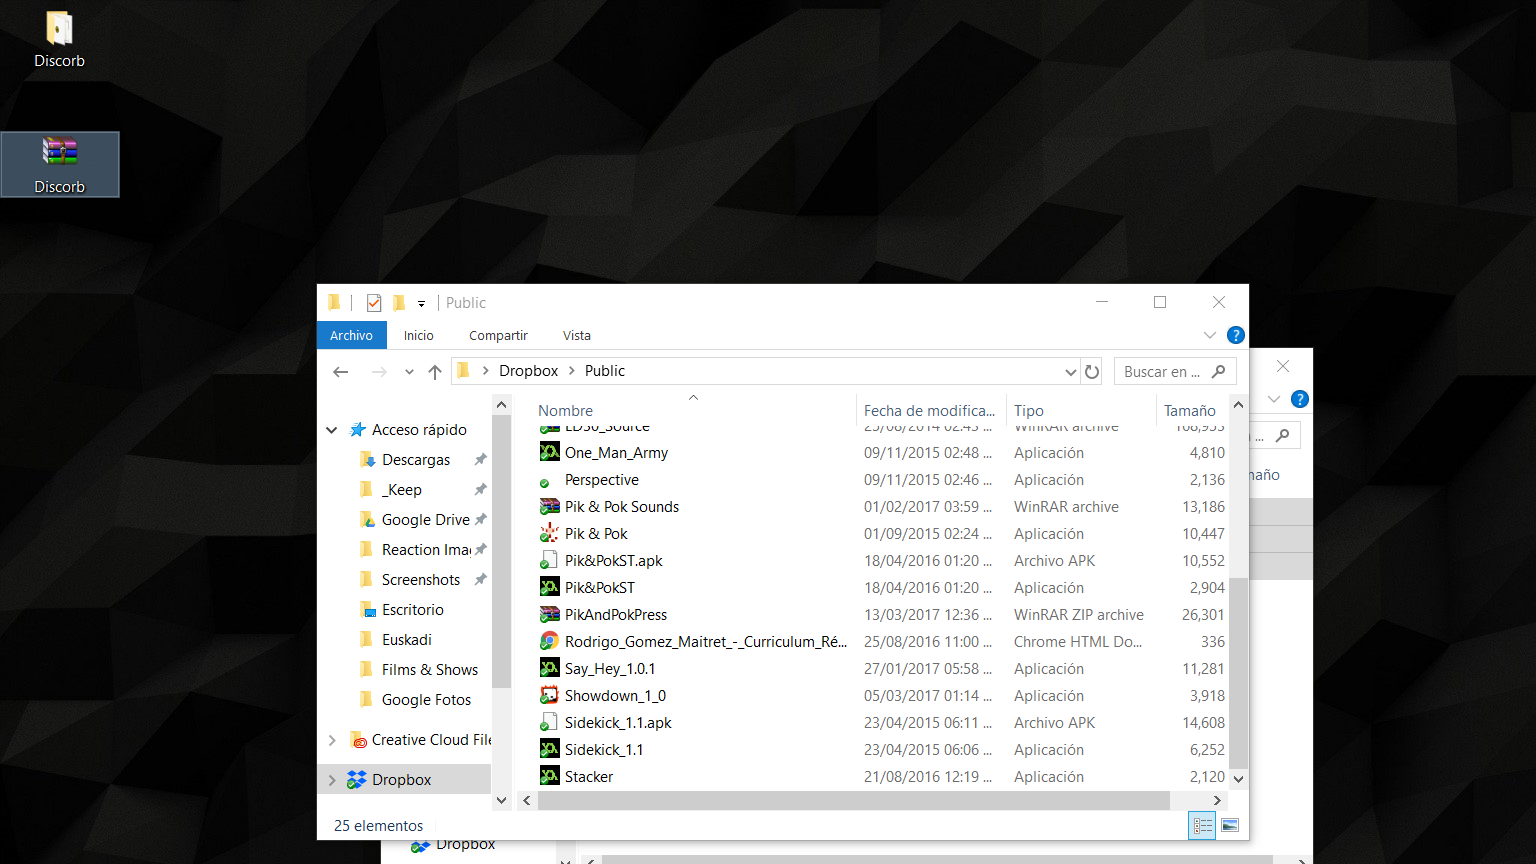 Discorb
Discorb
Public
Archivo Inicio Compartir Vista
Dropbox Public Buscar en ...
Nombre Fecha de modifica... Tipo Tamaño
Acceso rápido
Descargas
_Keep
Google Drive
Reaction Ima
Screenshots
Escritorio
Euskadi
Films & Shows
Google Fotos
Creative Cloud File
Dropbox
LD30_Source 25/08/2014 02:43 ... WinRAR archive 168,953
One_Man_Army 09/11/2015 02:48 ... Aplicación 4,810
Perspective 09/11/2015 02:46 ... Aplicación 2,136
Pik & Pok Sounds 01/02/2017 03:59 ... WinRAR archive 13,186
Pik & Pok 01/09/2015 02:24 ... Aplicación 10,447
Pik&PokST.apk 18/04/2016 01:20 ... Archivo APK 10,552
Pik&PokST 18/04/2016 01:20 ... Aplicación 2,904
PikAndPokPress 13/03/2017 12:36 ... WinRAR ZIP archive 26,301
Rodrigo_Gomez_Maitret_-_Curriculum_Ré... 25/08/2016 11:00 ... Chrome HTML Do... 336
Say_Hey_1.0.1 27/01/2017 05:58 ... Aplicación 11,281
Showdown_1_0 05/03/2017 01:14 ... Aplicación 3,918
Sidekick_1.1.apk 23/04/2015 06:11 ... Archivo APK 14,608
Sidekick_1.1 23/04/2015 06:06 ... Aplicación 6,252
Stacker 21/08/2016 12:19 ... Aplicación 2,120
25 elementos
...
maño
Dropbox